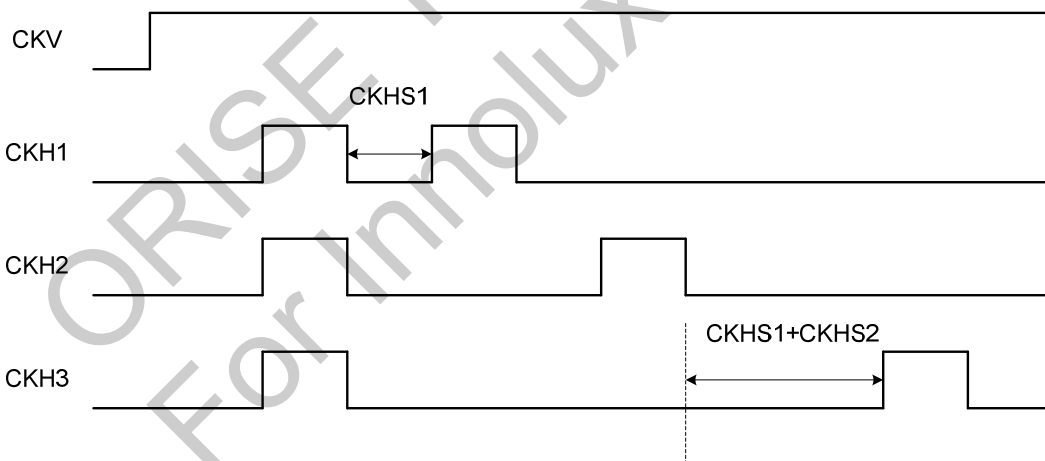 CKV
CKHS1
CKH1
CKH2
CKHS1+CKHS2
CKH3
ORISE
For Innolux